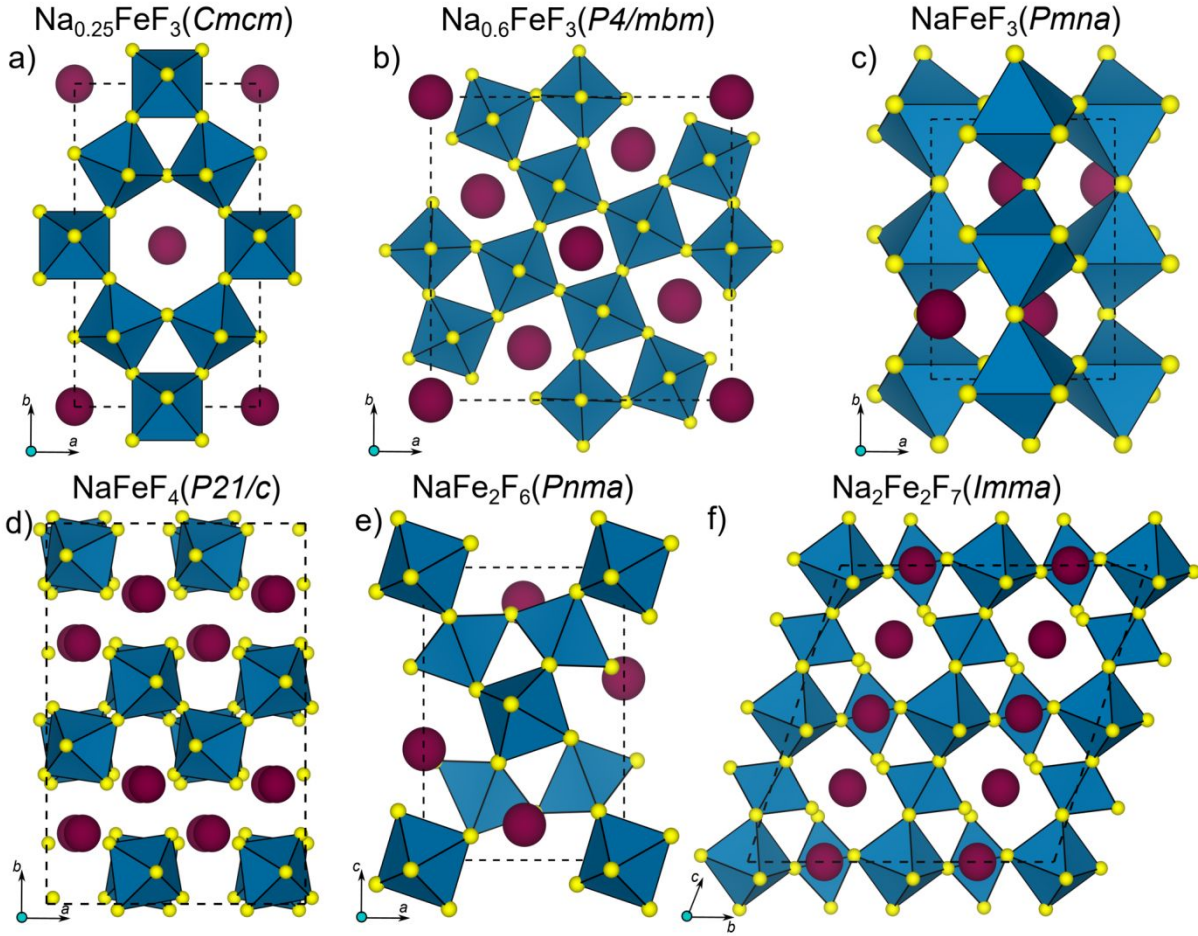 Na0.25FeF3(Cmcm)
Na0.6FeF3(P4/mbm)
NaFeF3(Pmna)
a)
b)
c)
b
a
b
a
b
a
NaFeF4(P21/c)
NaFe2F6(Pnma)
Na2Fe2F7(Imma)
d)
e)
f)
b
a
c
a
c
b